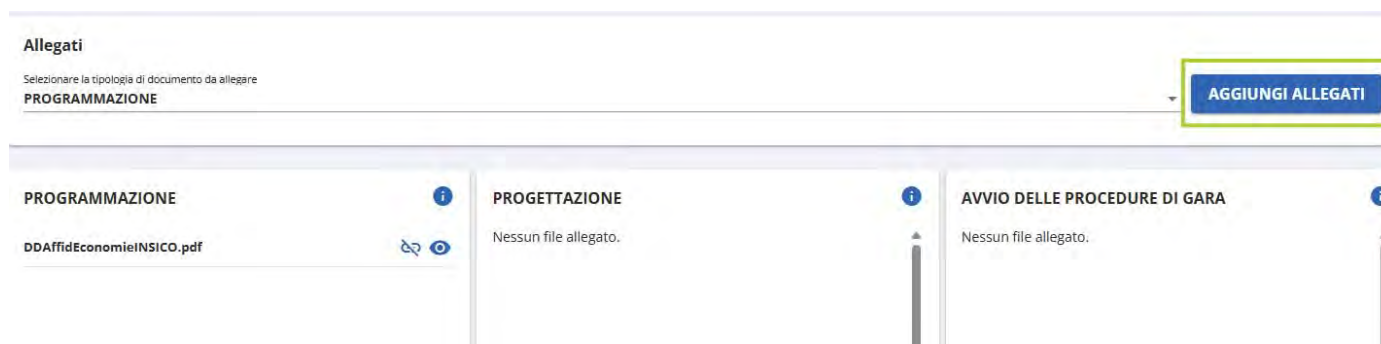 Allegati
Selezionare la tipologia di documento da allegare
PROGRAMMAZIONE
AGGIUNGI ALLEGATI
PROGRAMMAZIONE
DDAffidEconomieINSICO.pdf
PROGETTAZIONE
Nessun file allegato.
AVVIO DELLE PROCEDURE DI GARA
Nessun file allegato.